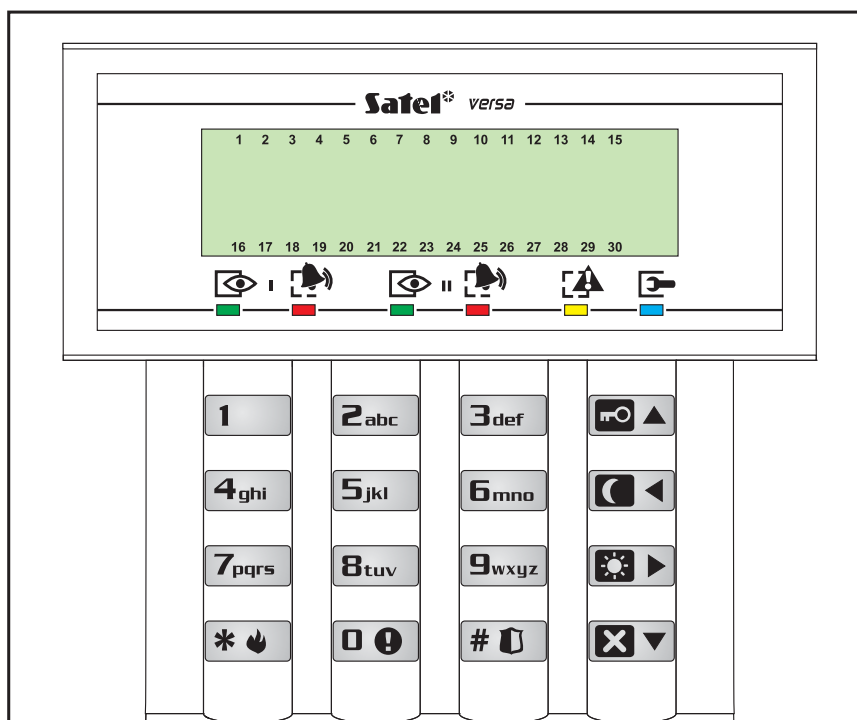 Satel* versa
1 2 3 4 5 6 7 8 9 10 11 12 13 14 15
16 17 18 19 20 21 22 23 24 25 26 27 28 29 30
I II
1 2abc 3def
4ghi 5jkl 6mno
7pqrs 8tuv 9wxyz
* 0 #